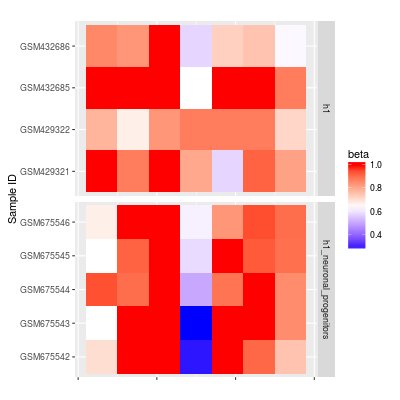 GSM432686
GSM432685
GSM429322
GSM429321
h1
GSM675546
GSM675545
GSM675544
GSM675543
GSM675542
h1_neuronal_progenitors
Sample ID
beta
1.0
0.8
0.6
0.4